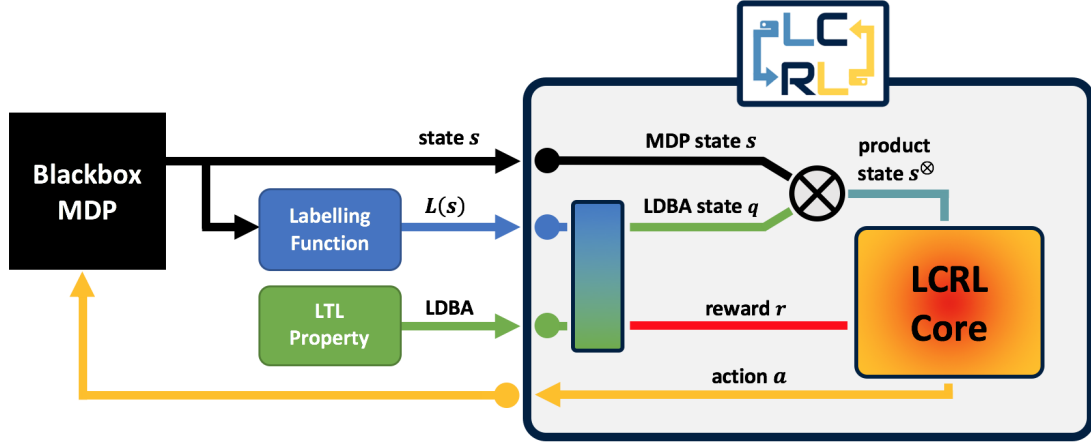 LC
RL
Blackbox
MDP
state s
MDP state s
product
state s⊗
Labelling
Function
L(s)
LDBA state q
LTL
Property
LDBA
reward r
LCRL
Core
action a